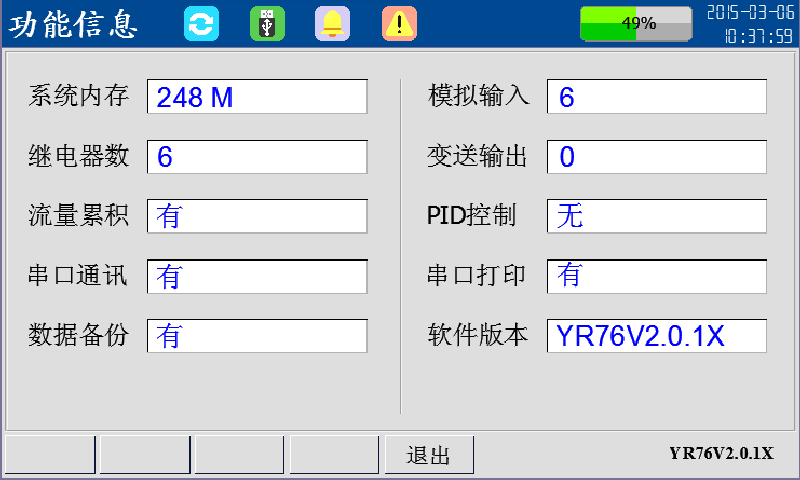 功能信息 49% 2015-03-06
10:37:59
系统内存 248 M 模拟输入 6
继电器数 6 变送输出 0
流量累积 有 PID控制 无
串口通讯 有 串口打印 有
数据备份 有 软件版本 YR76V2.0.1X
退出 YR76V2.0.1X